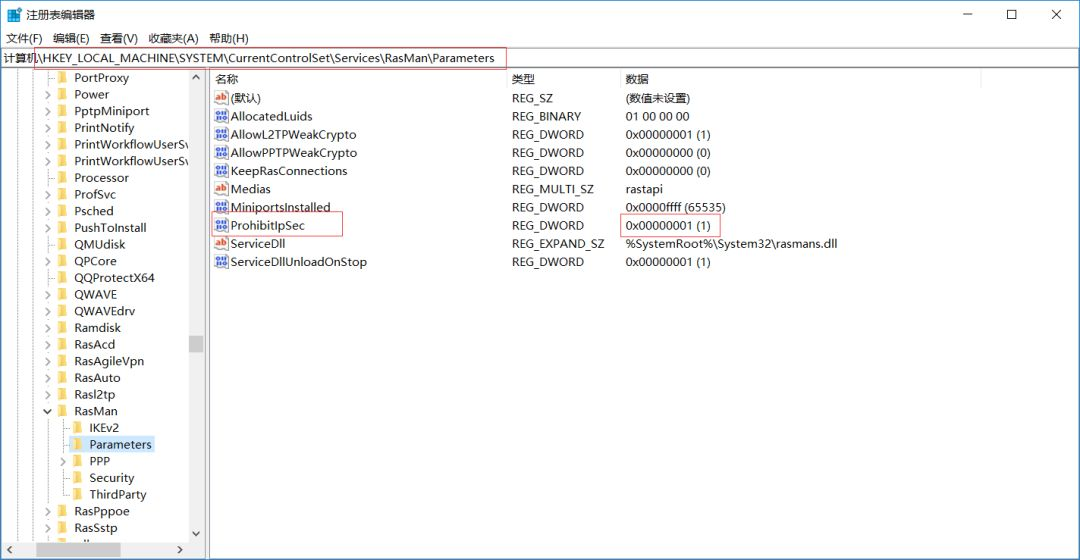 注册表编辑器
文件(F) 编辑(E) 查看(V) 收藏夹(A) 帮助(H)
计算机\HKEY_LOCAL_MACHINE\SYSTEM\CurrentControlSet\Services\RasMan\Parameters
PortProxy
Power
PptpMiniport
PrintNotify
PrintWorkflowUserSv
PrintWorkflowUserSv
Processor
ProfSvc
Psched
PushToInstall
QMUdisk
QPCore
QQProtectX64
QWAVE
QWAVEdrv
Ramdisk
RasAcd
RasAgileVpn
RasAuto
Rasl2tp
RasMan
IKEv2
Parameters
PPP
Security
ThirdParty
RasPppoe
RasSstp
名称 类型 数据
(默认) REG_SZ (数值未设置)
AllocatedLuids REG_BINARY 01 00 00 00
AllowL2TPWeakCrypto REG_DWORD 0x00000001 (1)
AllowPPTPWeakCrypto REG_DWORD 0x00000000 (0)
KeepRasConnections REG_DWORD 0x00000000 (0)
Medias REG_MULTI_SZ rastapi
MiniportsInstalled REG_DWORD 0x0000ffff (65535)
ProhibitIpSec REG_DWORD 0x00000001 (1)
ServiceDll REG_EXPAND_SZ %SystemRoot%\System32\rasmans.dll
ServiceDllUnloadOnStop REG_DWORD 0x00000001 (1)